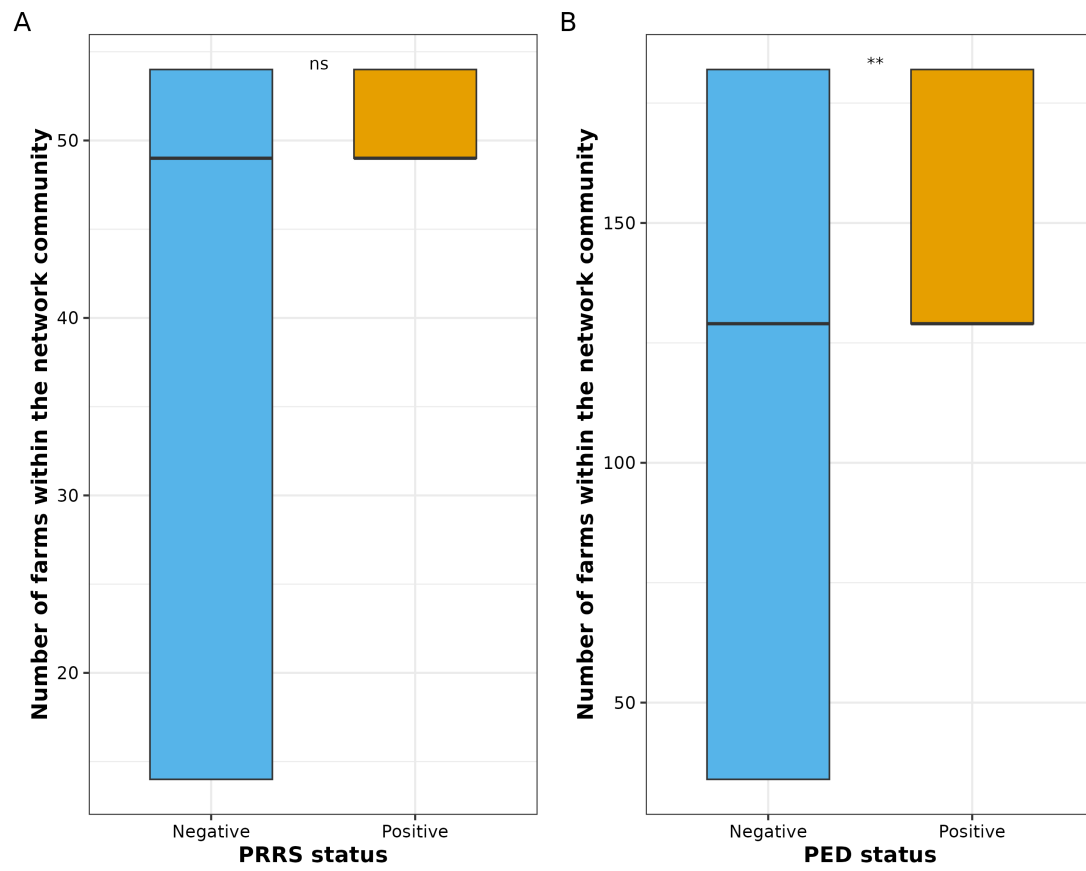 A
Number of farms within the network community
50
40
30
20
ns
Negative
Positive
PRRS status
B
Number of farms within the network community
150
100
50
**
Negative
Positive
PED status